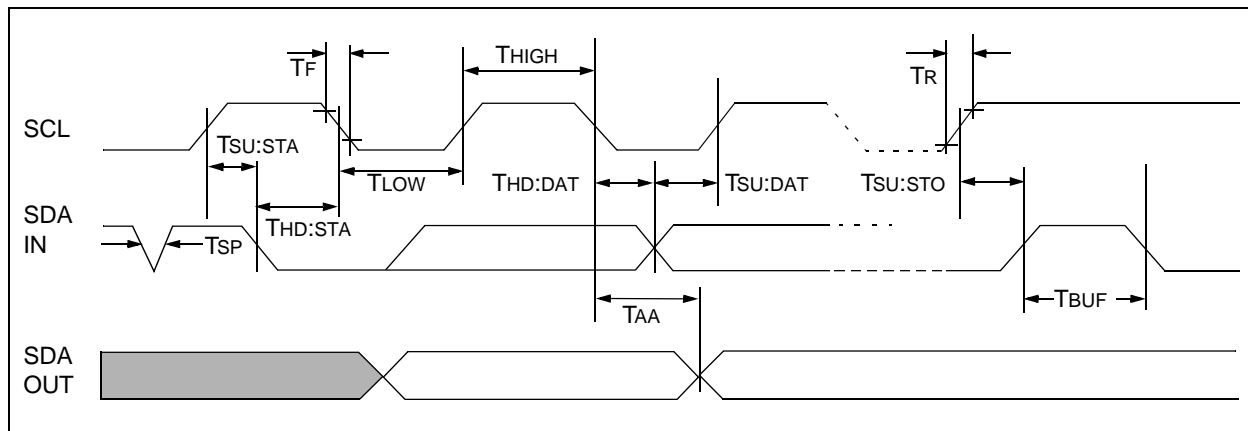 TF
THIGH
TR
SCL
TSU:STA
TLOW
THD:DAT
TSU:DAT
TSU:STO
SDA
IN
TSP
THD:STA
TBUF
TAA
SDA
OUT